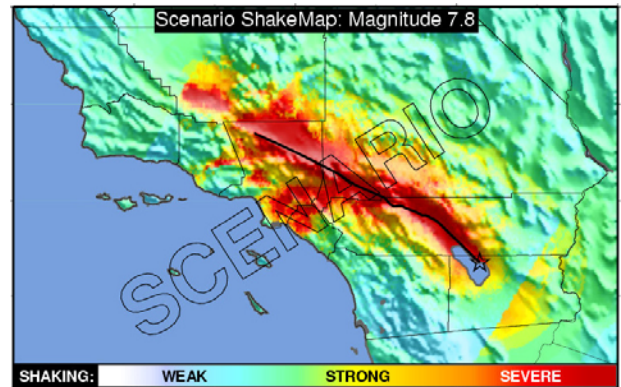 Scenario ShakeMap: Magnitude 7.8
SCENARIO
SHAKING: WEAK STRONG SEVERE